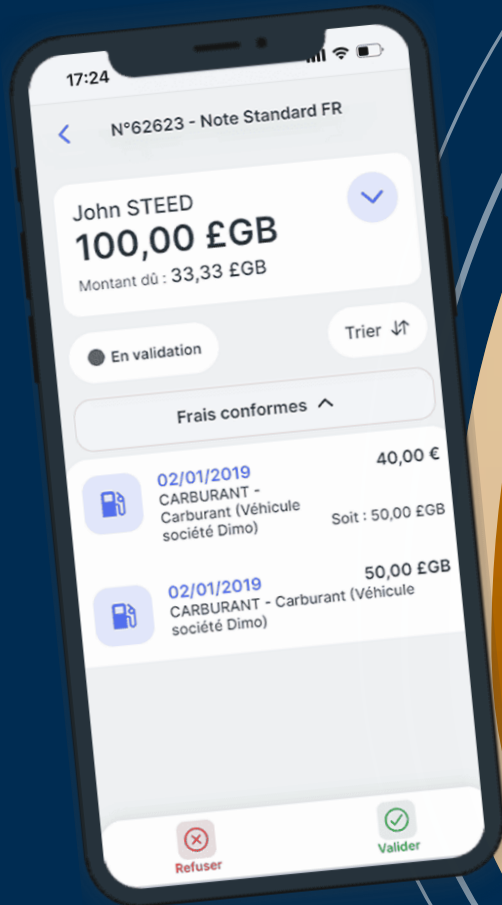 17:24
N°62623 - Note Standard FR
John STEED
100,00 £GB
Montant dû : 33,33 £GB
En validation
Trier
Frais conformes
02/01/2019
40,00 €
CARBURANT -
Carburant (Véhicule
société Dimo)
Soit : 50,00 £GB
02/01/2019
50,00 £GB
CARBURANT - Carburant (Véhicule
société Dimo)
Refuser
Valider